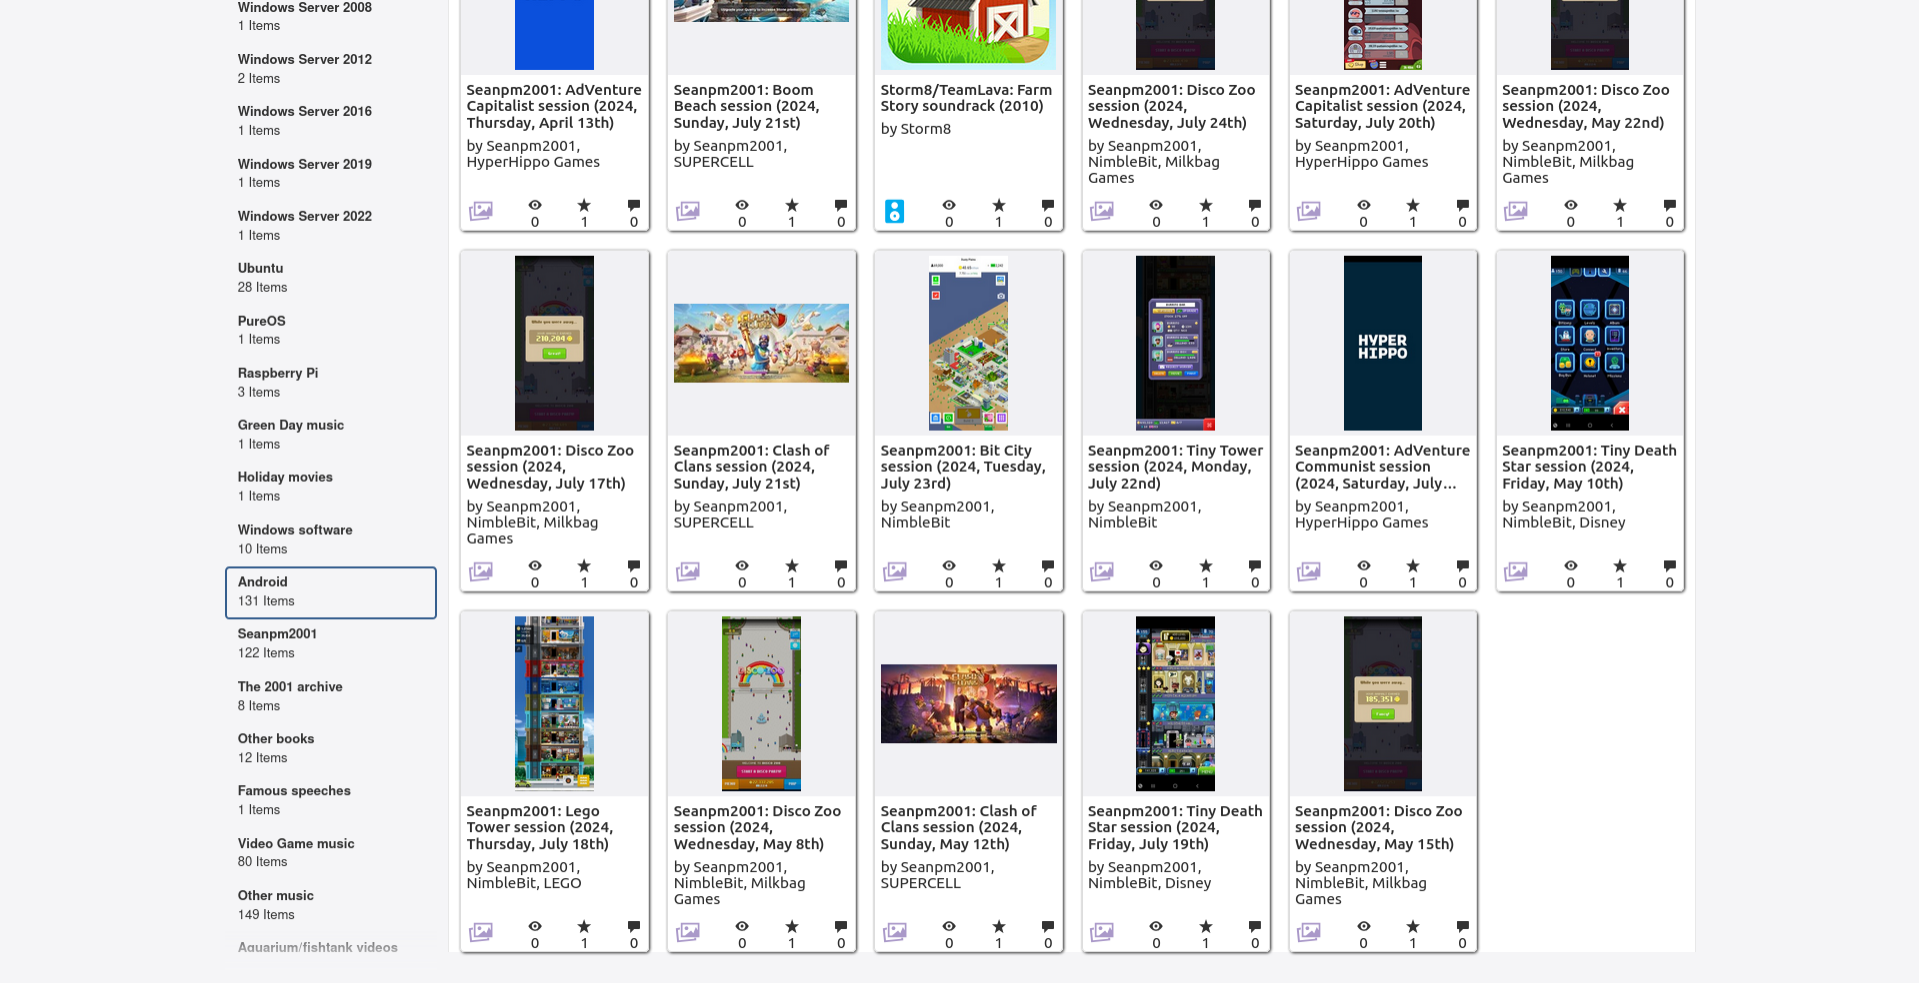 Windows Server 2008
1 Items
Windows Server 2012
2 Items
Windows Server 2016
1 Items
Windows Server 2019
1 Items
Windows Server 2022
1 Items
Ubuntu
28 Items
PureOS
1 Items
Raspberry Pi
3 Items
Green Day music
1 Items
Holiday movies
1 Items
Windows software
10 Items
Android
131 Items
Seanpm2001
122 Items
The 2001 archive
8 Items
Other books
12 Items
Famous speeches
1 Items
Video Game music
80 Items
Other music
149 Items
Aquarium/fishtank videos
Seanpm2001: AdVenture
Capitalist session (2024,
Thursday, April 13th)
by Seanpm2001,
HyperHippo Games
0 1 0
Seanpm2001: Boom
Beach session (2024,
Sunday, July 21st)
by Seanpm2001,
SUPERCELL
0 1 0
Storm8/TeamLava: Farm
Story soundrack (2010)
by Storm8
0 1 0
Seanpm2001: Disco Zoo
session (2024,
Wednesday, July 24th)
by Seanpm2001,
NimbleBit, Milkbag
Games
0 1 0
Seanpm2001: AdVenture
Capitalist session (2024,
Saturday, July 20th)
by Seanpm2001,
HyperHippo Games
0 1 0
Seanpm2001: Disco Zoo
session (2024,
Wednesday, May 22nd)
by Seanpm2001,
NimbleBit, Milkbag
Games
0 1 0
While you were away...
210,204
Seanpm2001: Disco Zoo
session (2024,
Wednesday, July 17th)
by Seanpm2001,
NimbleBit, Milkbag
Games
0 1 0
Seanpm2001: Clash of
Clans session (2024,
Sunday, July 21st)
by Seanpm2001,
SUPERCELL
0 1 0
Seanpm2001: Bit City
session (2024, Tuesday,
July 23rd)
by Seanpm2001,
NimbleBit
0 1 0
Seanpm2001: Tiny Tower
session (2024, Monday,
July 22nd)
by Seanpm2001,
NimbleBit
0 1 0
HYPER
HIPPO
Seanpm2001: AdVenture
Communist session
(2024, Saturday, July...
by Seanpm2001,
HyperHippo Games
0 1 0
Seanpm2001: Tiny Death
Star session (2024,
Friday, May 10th)
by Seanpm2001,
NimbleBit, Disney
0 1 0
Seanpm2001: Lego
Tower session (2024,
Thursday, July 18th)
by Seanpm2001,
NimbleBit, LEGO
0 1 0
Seanpm2001: Disco Zoo
session (2024,
Wednesday, May 8th)
by Seanpm2001,
NimbleBit, Milkbag
Games
0 1 0
Seanpm2001: Clash of
Clans session (2024,
Sunday, May 12th)
by Seanpm2001,
SUPERCELL
0 1 0
Seanpm2001: Tiny Death
Star session (2024,
Friday, July 19th)
by Seanpm2001,
NimbleBit, Disney
0 1 0
While you were away...
185,351
Seanpm2001: Disco Zoo
session (2024,
Wednesday, May 15th)
by Seanpm2001,
NimbleBit, Milkbag
Games
0 1 0